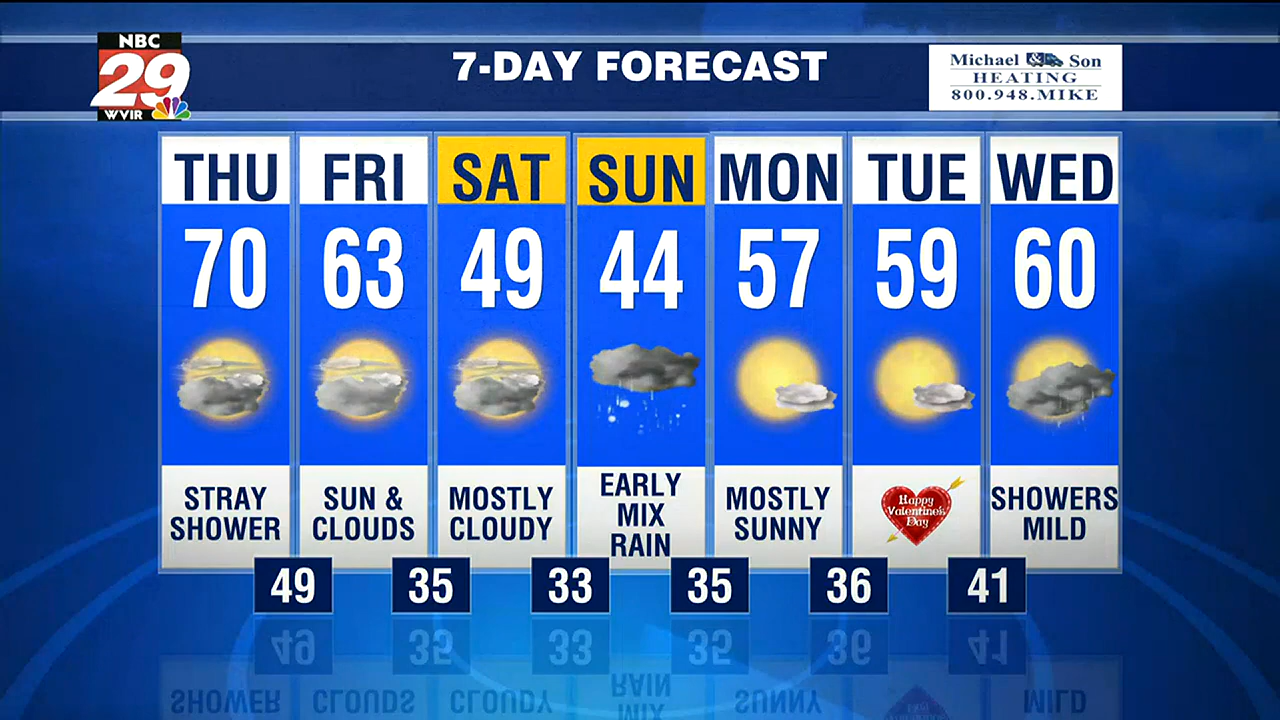 NBC
29
WVIR
7-DAY FORECAST
Michael Son
HEATING
800.948.MIKE
THU FRI SAT SUN MON TUE WED
70 63 49 44 57 59 60
STRAY
SHOWER
SUN &
CLOUDS
MOSTLY
CLOUDY
EARLY
MIX
RAIN
MOSTLY
SUNNY
Happy
Valentine's
Day
SHOWERS
MILD
49 35 33 35 36 41